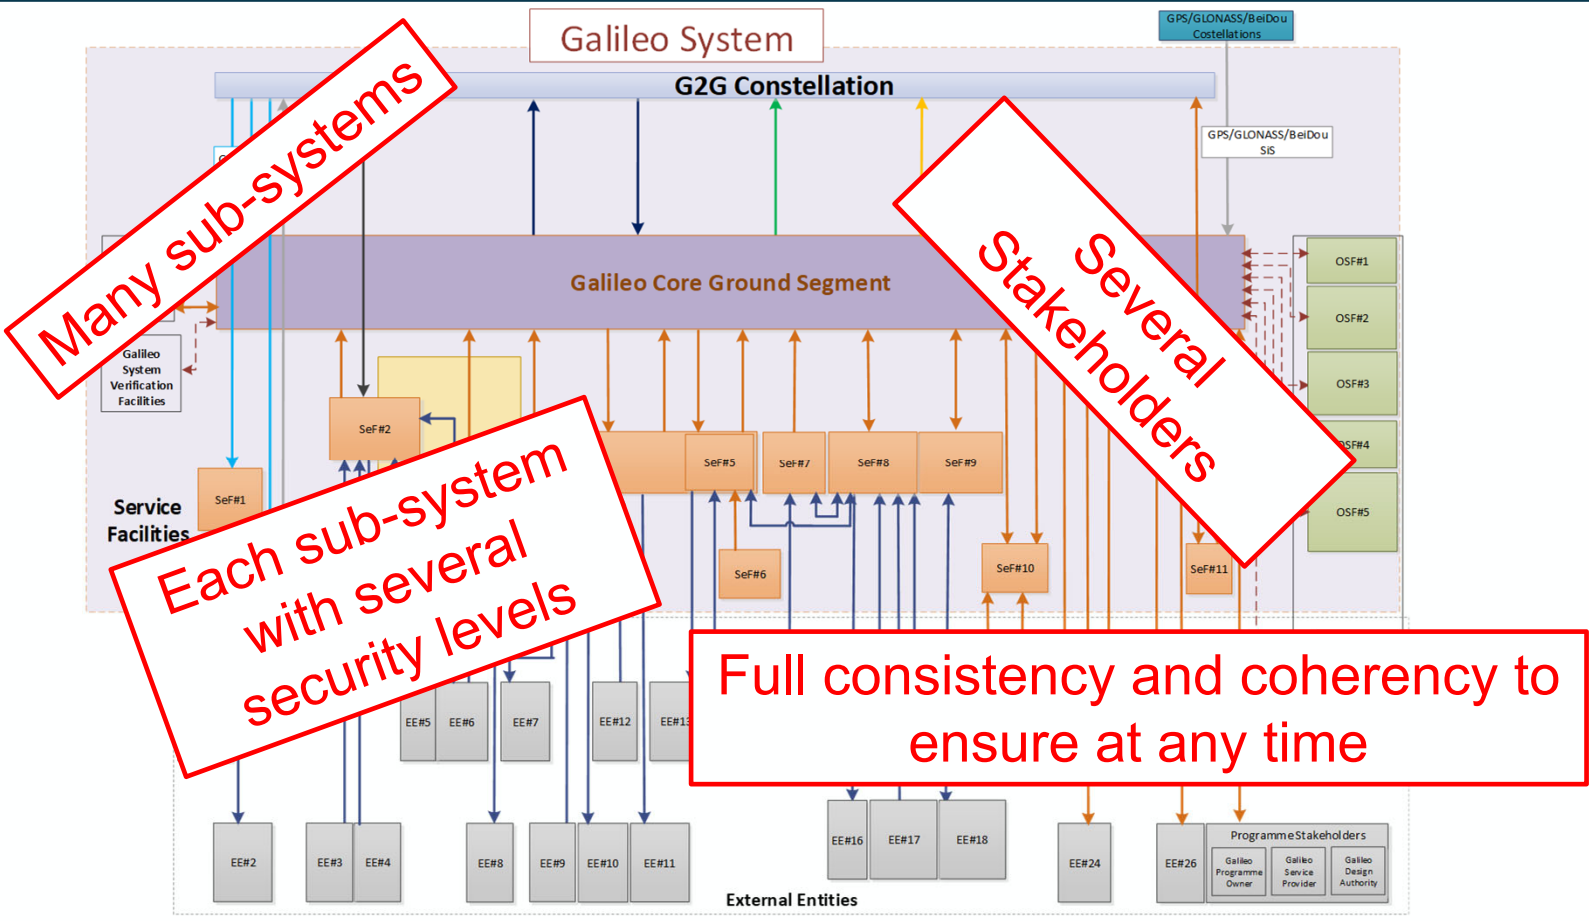 GPS/GLONASS/BeiDou
Costellations
Galileo System
G2G Constellation
GPS/GLONASS/BeiDou
SiS
Many sub-systems
Several
Stakeholders
Galileo Core Ground Segment
OSF#1
OSF#2
OSF#3
OSF#4
OSF#5
Galileo
System
Verification
Facilities
SeF#2
SeF#5
SeF#7
SeF#8
SeF#9
SeF#1
Service
Facilities
SeF#6
SeF#10
SeF#11
Each sub-system
with several
security levels
Full consistency and coherency to
ensure at any time
EE#5
EE#6
EE#7
EE#12
EE#13
EE#2
EE#3
EE#4
EE#8
EE#9
EE#10
EE#11
EE#16
EE#17
EE#18
EE#24
EE#26
Programme Stakeholders
Galileo
Programme
Owner
Galileo
Service
Provider
Galileo
Design
Authority
External Entities